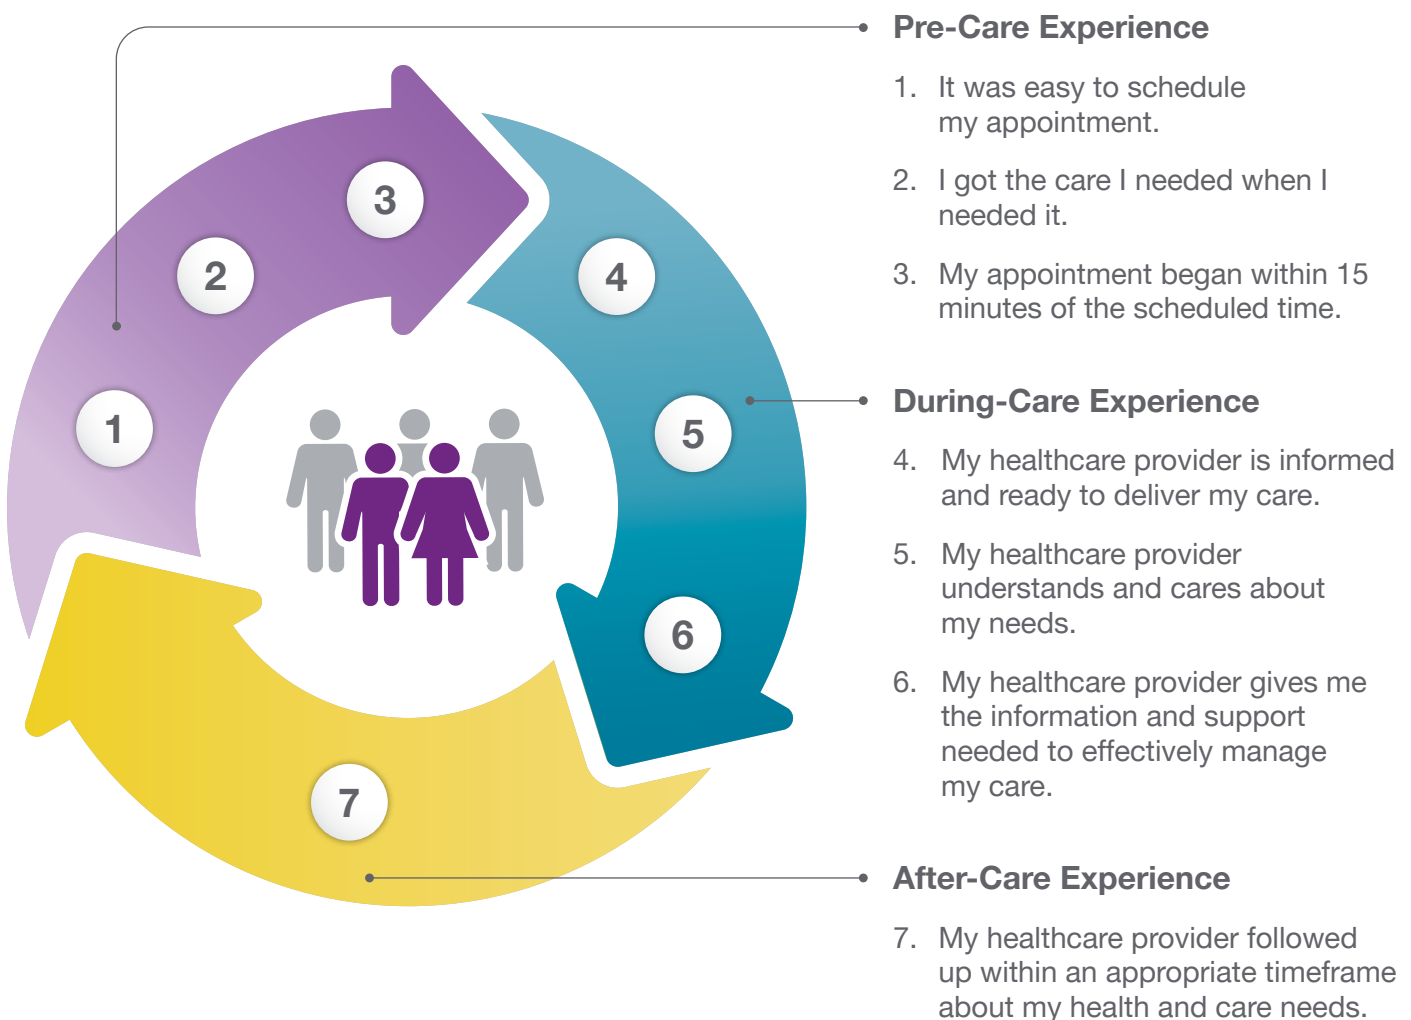 Pre-Care Experience
1. It was easy to schedule
my appointment.
2. I got the care I needed when I
needed it.
3. My appointment began within 15
minutes of the scheduled time.
During-Care Experience
4. My healthcare provider is informed
and ready to deliver my care.
5. My healthcare provider
understands and cares about
my needs.
6. My healthcare provider gives me
the information and support
needed to effectively manage
my care.
After-Care Experience
7. My healthcare provider followed
up within an appropriate timeframe
about my health and care needs.
1
2
3
4
5
6
7